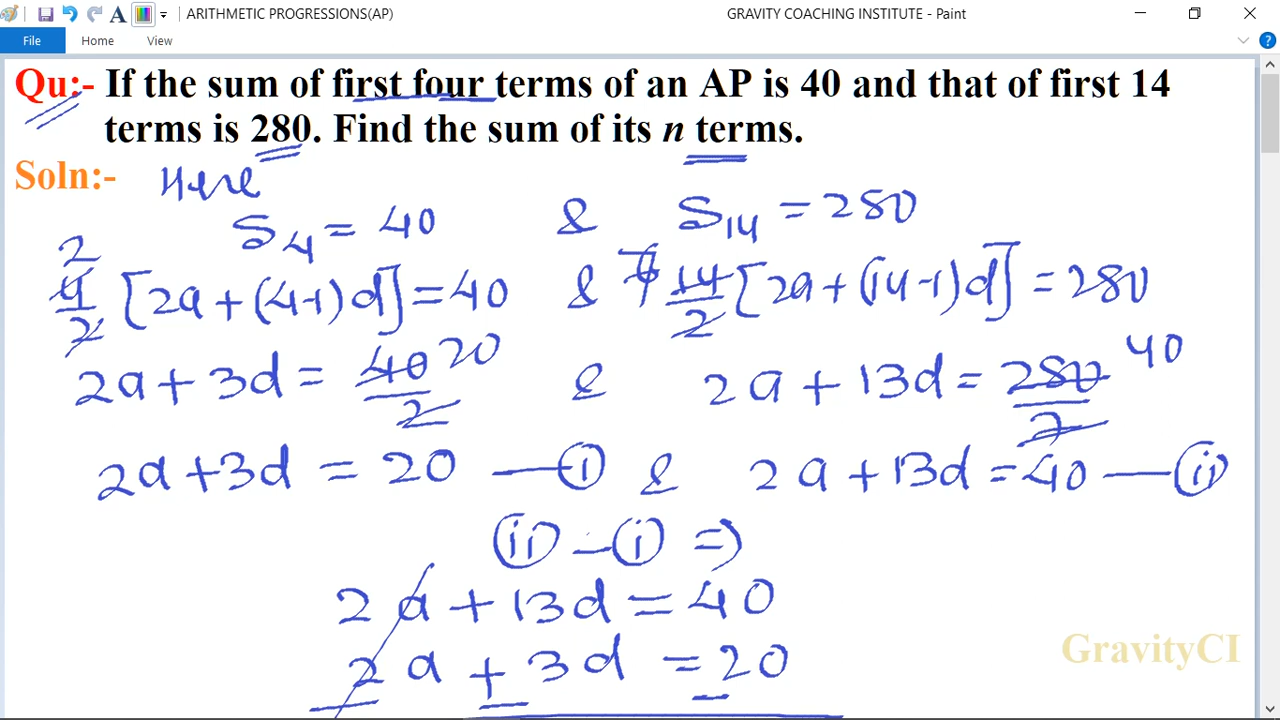 ARITHMETIC PROGRESSIONS(AP)
GRAVITY COACHING INSTITUTE - Paint
File Home View
Qu:- If the sum of first four terms of an AP is 40 and that of first 14
terms is 280. Find the sum of its n terms.
Soln:- Here
S₄ = 40 & S₁₄ = 280
2 4/2 [2a+(4-1)d] = 40 & 7 14/2 [2a+(14-1)d] = 280
2a + 3d = 40/2 20 & 2a + 13d = 280/7 40
2a + 3d = 20 — (i) & 2a + 13d = 40 — (ii)
(ii) - (i) =>
2a + 13d = 40
2a + 3d = 20
GravityCI